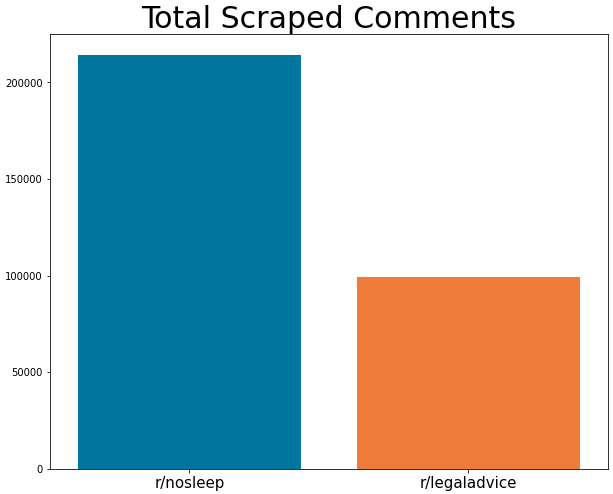 Total Scraped Comments
200000
150000
100000
50000
0
r/nosleep
r/legaladvice